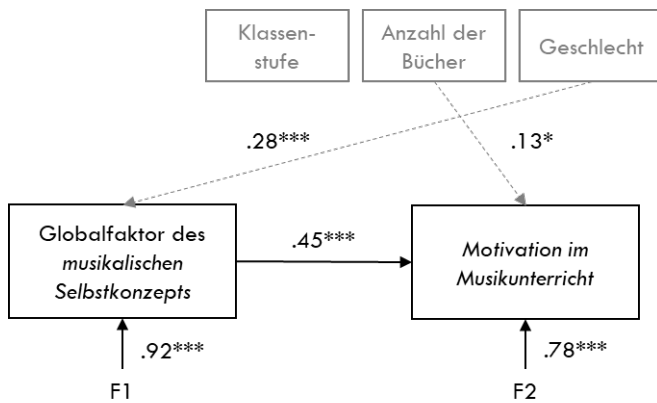 Klassen-
stufe
Anzahl der
Bücher
Geschlecht
.28***
.13*
Globalfaktor des
musikalischen
Selbstkonzepts
.45***
Motivation im
Musikunterricht
.92***
.78***
F1
F2